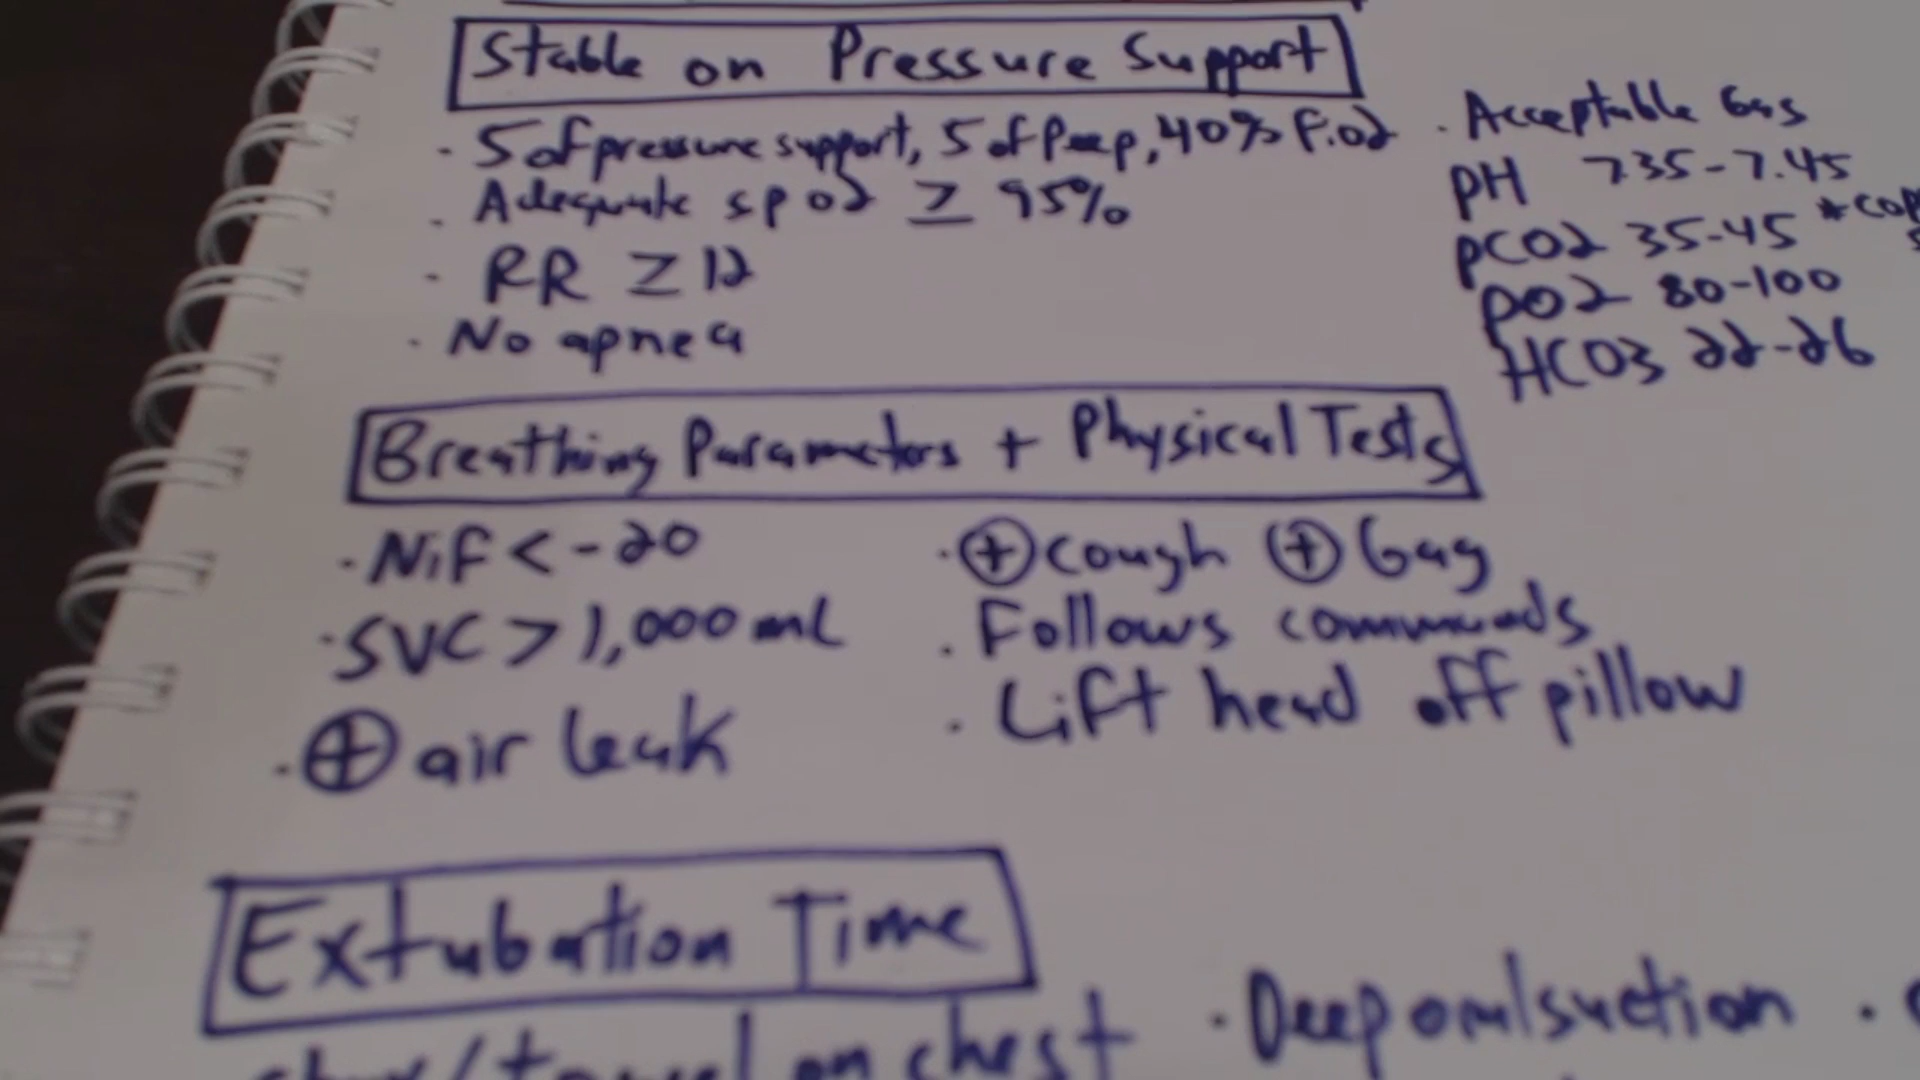 Stable on Pressure Support
· 5 of pressure support, 5 of Peep, 40% fio2
· Adequate spo2 ≥ 95%
· RR ≥ 12
· No apnea
· Acceptable Gas
pH 7.35-7.45
pCO2 35-45 *
pO2 80-100
HCO3 22-26
Breathing Parameters + Physical Tests
· Nif < -20
· SVC > 1,000 mL
· ⊕ air leak
· ⊕ cough ⊕ Gag
· Follows commands
· Lift head off pillow
Extubation Time
towel on chest
· Deep oral suction ·